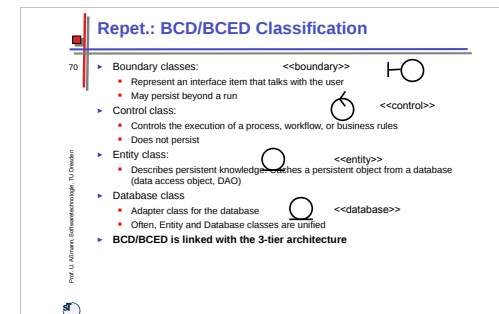 Repet.: BCD/BCED Classification
70
► Boundary classes: <<boundary>>
▪ Represent an interface item that talks with the user
▪ May persist beyond a run
<<control>>
► Control class:
▪ Controls the execution of a process, workflow, or business rules
▪ Does not persist
► Entity class: <<entity>>
▪ Describes persistent knowledge. Caches a persistent object from a database
(data access object, DAO)
► Database class
▪ Adapter class for the database <<database>>
▪ Often, Entity and Database classes are unified
► BCD/BCED is linked with the 3-tier architecture
Prof. U. Aßmann, Softwaretechnologie, TU Dresden
ST